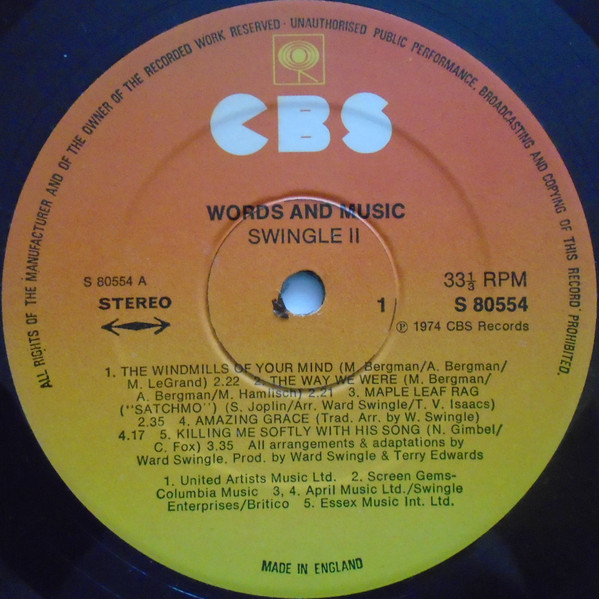 ALL RIGHTS OF THE MANUFACTURER AND OF THE OWNER OF THE RECORDED WORK RESERVED · UNAUTHORISED PUBLIC PERFORMANCE, BROADCASTING AND COPYING OF THIS RECORD PROHIBITED.
CBS
WORDS AND MUSIC
SWINGLE II
S 80554 A
STEREO
33⅓ RPM
1
S 80554
℗ 1974 CBS Records
1. THE WINDMILLS OF YOUR MIND (M. Bergman/A. Bergman/
M. LeGrand) 2.22 2. THE WAY WE WERE (M. Bergman/
A. Bergman/M. Hamlisch) 2.21 3. MAPLE LEAF RAG
("SATCHMO") (S. Joplin/Arr. Ward Swingle/T. V. Isaacs)
2.35 4. AMAZING GRACE (Trad. Arr. by W. Swingle)
4.17 5. KILLING ME SOFTLY WITH HIS SONG (N. Gimbel/
C. Fox) 3.35 All arrangements & adaptations by
Ward Swingle, Prod. by Ward Swingle & Terry Edwards
1. United Artists Music Ltd. 2. Screen Gems-
Columbia Music 3, 4. April Music Ltd./Swingle
Enterprises/Britico 5. Essex Music Int. Ltd.
MADE IN ENGLAND